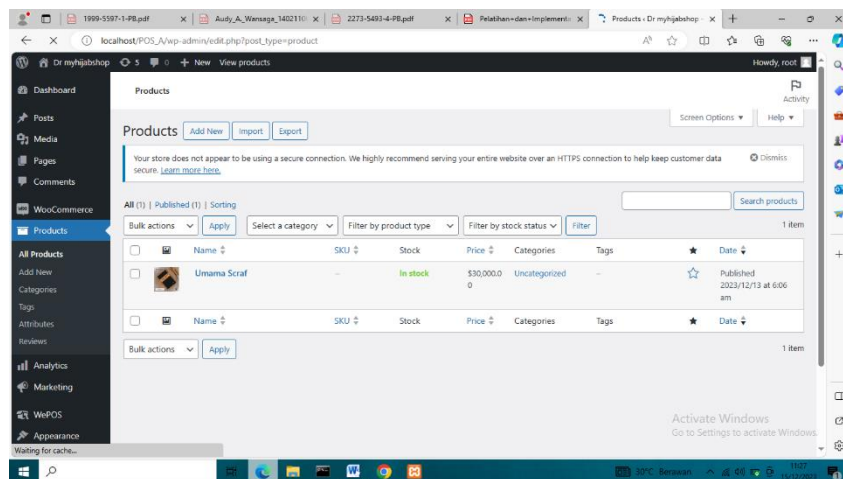 1999-5597-1-PB.pdf
Audy_A_Wansaga_1402110
2273-5493-4-PB.pdf
Pelatihan+dan+Implementa
Products ‹ Dr myhijabshop -
localhost/POS_A/wp-admin/edit.php?post_type=product
Dr myhijabshop 5 0 + New View products Howdy, root
Dashboard
Posts
Media
Pages
Comments
WooCommerce
Products
All Products
Add New
Categories
Tags
Attributes
Reviews
Analytics
Marketing
WePOS
Appearance
Waiting for cache...
Products
Activity
Screen Options Help
Products Add New Import Export
Your store does not appear to be using a secure connection. We highly recommend serving your entire website over an HTTPS connection to help keep customer data
secure. Learn more here.
Dismiss
All (1) | Published (1) | Sorting
Search products
Bulk actions Apply Select a category Filter by product type Filter by stock status Filter 1 item
Name SKU Stock Price Categories Tags Date
Umama Scraf – In stock $30,000.0 Uncategorized – Published
0 2023/12/13 at 6:06
am
Name SKU Stock Price Categories Tags Date
Bulk actions Apply 1 item
Activate Windows
Go to Settings to activate Windows.
30°C Berawan
11:27
15/12/2023